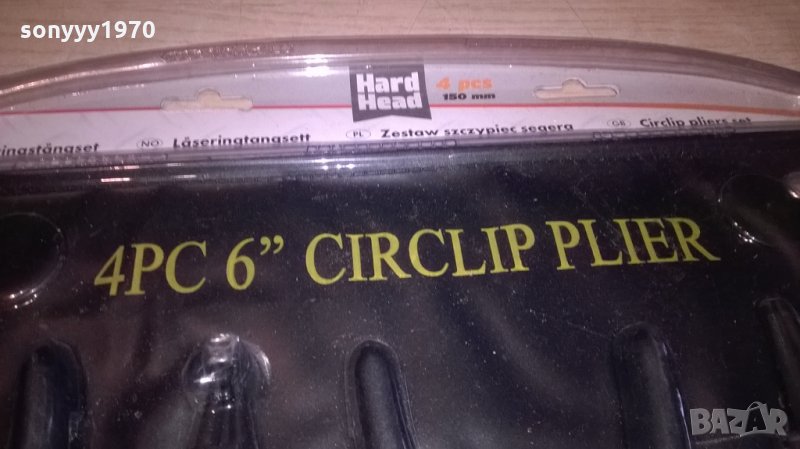 sonyyy1970
Hard
Head
4 pcs
150 mm
NO Låseringtangsett PL Zestaw szczypiec segera GB Circlip pliers set
4PC 6” CIRCLIP PLIER
BAZAR